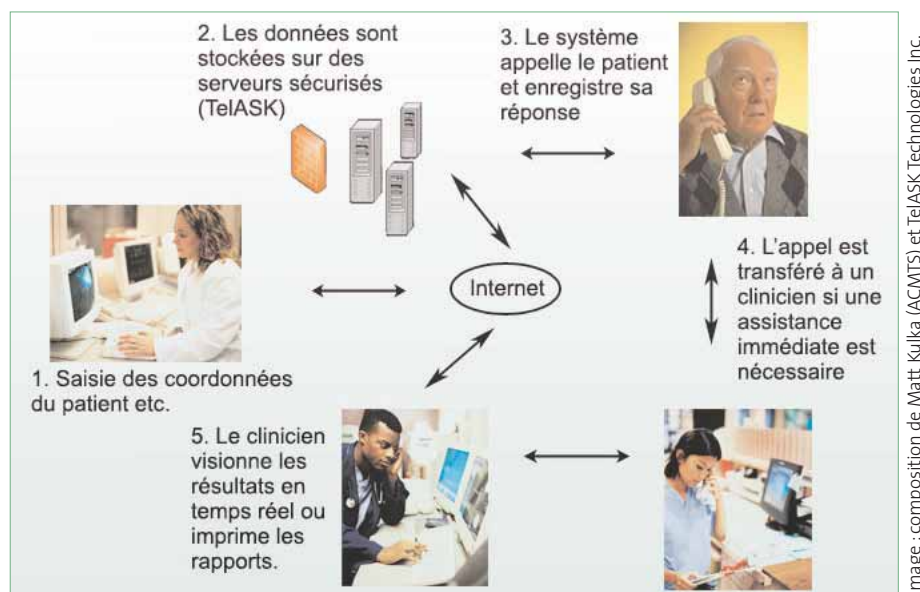 2. Les données sont
stockées sur des
serveurs sécurisés
(TelASK)
3. Le système
appelle le patient
et enregistre sa
réponse
Internet
4. L'appel est
transféré à un
clinicien si une
assistance
immédiate est
nécessaire
1. Saisie des coordonnées
du patient etc.
5. Le clinicien
visionne les
résultats en
temps réel ou
imprime les
rapports.
Image : composition de Matt Kulka (ACMTS) et TelASK Technologies Inc.